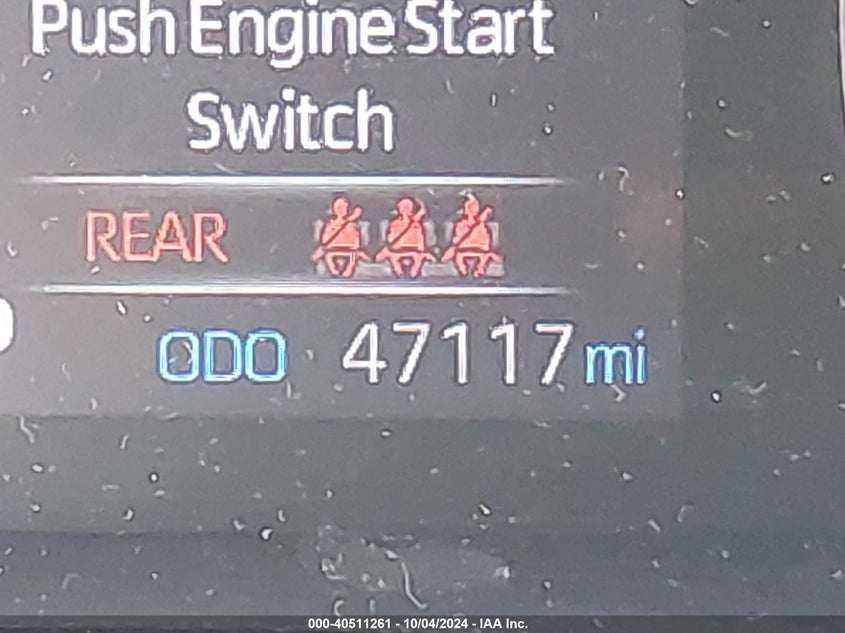 Push Engine Start
Switch
REAR
ODO 47117 mi
000-40511261 - 10/04/2024 - IAA Inc.